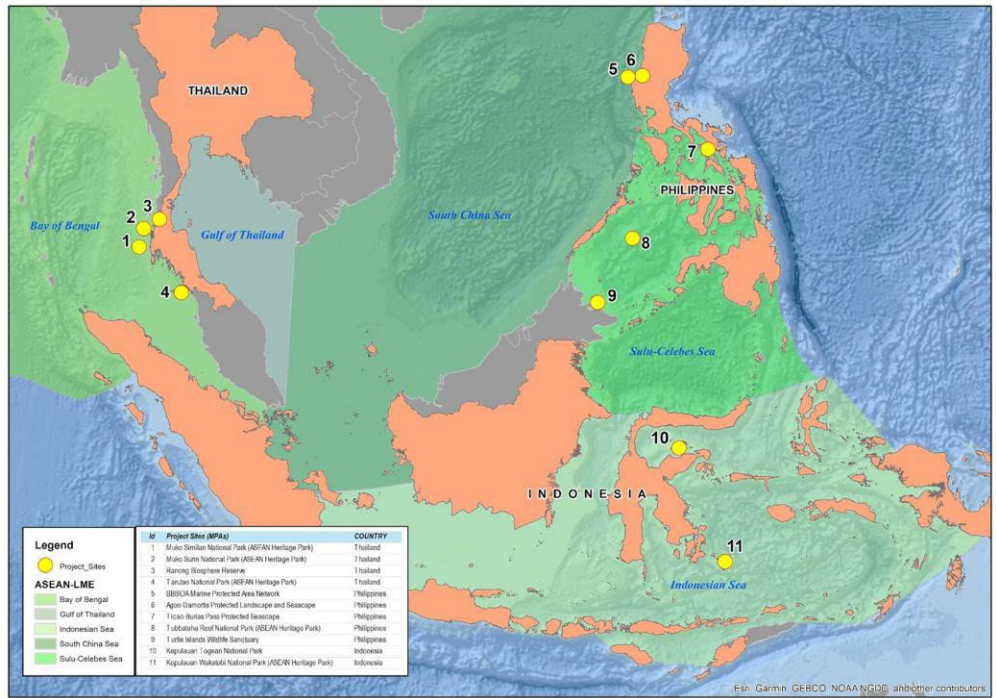 THAILAND
5
6
7
PHILIPPINES
Bay of Bengal
2
3
1
Gulf of Thailand
South China Sea
8
4
9
Sulu-Celebes Sea
10
INDONESIA
11
Indonesian Sea
Legend
Project_Sites
ASEAN-LME
Bay of Bengal
Gulf of Thailand
Indonesian Sea
South China Sea
Sulu-Celebes Sea
Id Project Sites (MPAs) COUNTRY
1 Muko Similan National Park (ASEAN Heritage Park) Thailand
2 Muko Surin National Park (ASEAN Heritage Park) Thailand
3 Ranong Biosphere Reserve Thailand
4 Tarutao National Park (ASEAN Heritage Park) Thailand
5 BBBIDA Marine Protected Area Network Philippines
6 Agoo-Damortis Protected Landscape and Seascape Philippines
7 Ticao-Burias Pass Protected Seascape Philippines
8 Tubbataha Reef National Park (ASEAN Heritage Park) Philippines
9 Turtle Islands Wildlife Sanctuary Philippines
10 Kepulauan Togean National Park Indonesia
11 Kepulauan Wakatobi National Park (ASEAN Heritage Park) Indonesia
Esri, Garmin, GEBCO, NOAA NGDC, and other contributors